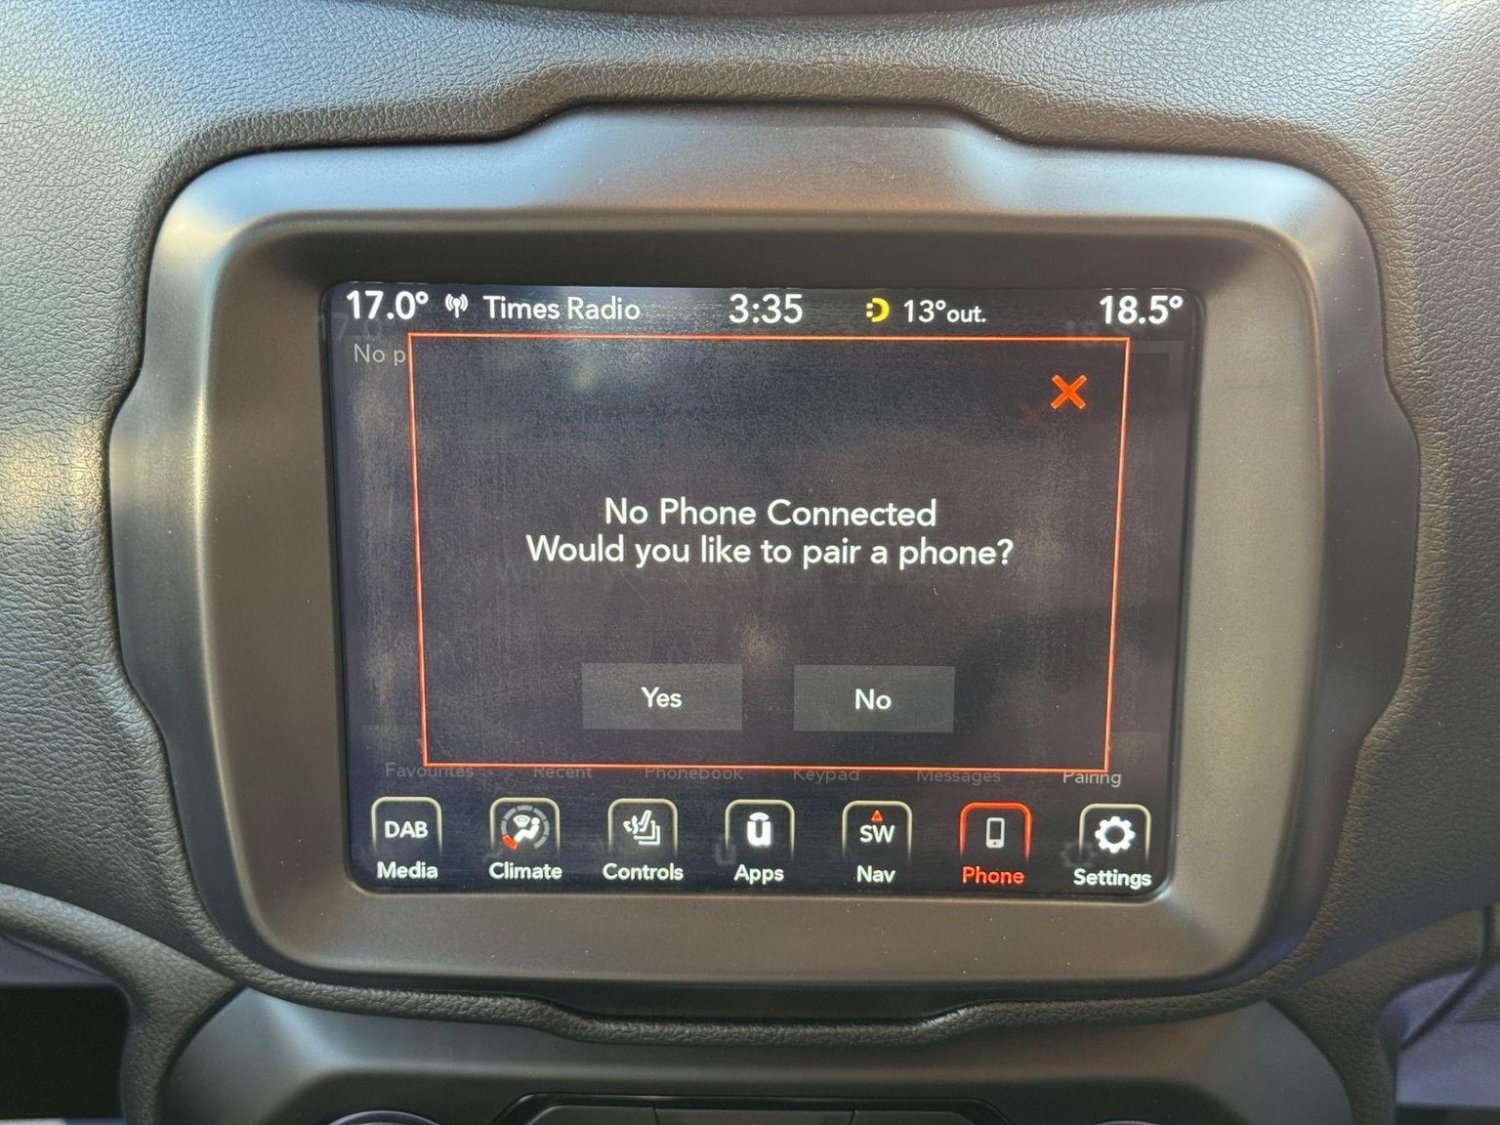 17.0° Times Radio 3:35 13°out. 18.5°
No p
No Phone Connected
Would you like to pair a phone?
Yes No
Favourites Recent Phonebook Keypad Messages Pairing
DAB SW
Media Climate Controls Apps Nav Phone Settings